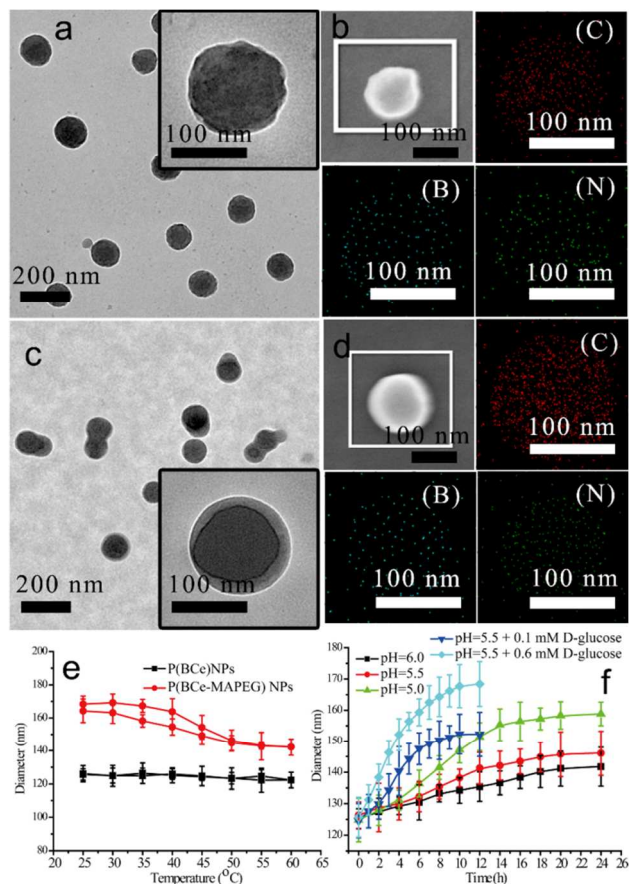 a
100 nm
200 nm
b
100 nm
(C)
100 nm
(B)
100 nm
(N)
100 nm
c
100 nm
200 nm
d
100 nm
(C)
100 nm
(B)
100 nm
(N)
100 nm
e
P(BCe)NPs
P(BCe-MAPEG) NPs
Diameter (nm)
200
180
160
140
120
100
80
20 25 30 35 40 45 50 55 60 65
Temperature(°C)
f
pH=6.0
pH=5.5
pH=5.0
pH=5.5 + 0.1 mM D-glucose
pH=5.5 + 0.6 mM D-glucose
Diameter (nm)
180
170
160
150
140
130
120
0 2 4 6 8 10 12 14 16 18 20 22 24 26
Time(h)